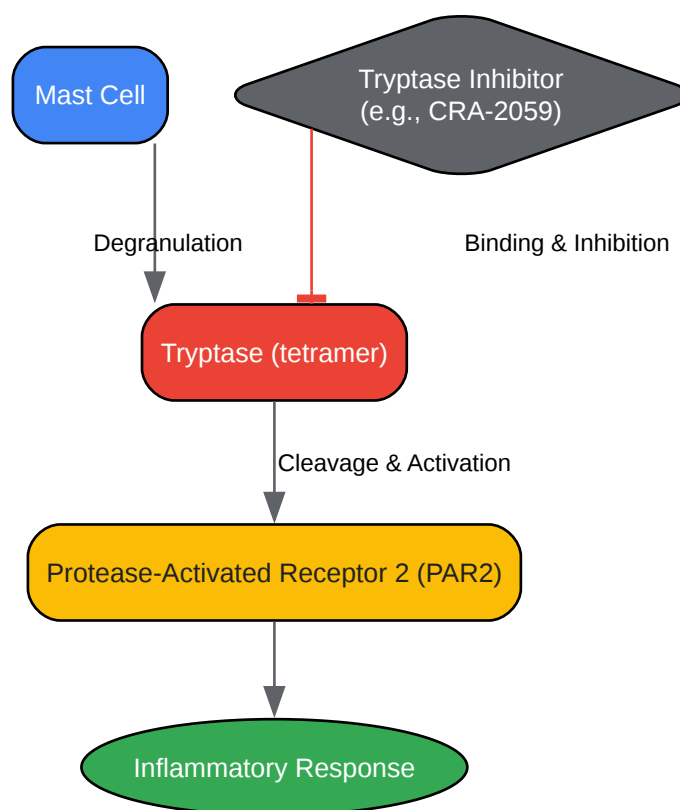 Mast Cell
Tryptase Inhibitor
(e.g., CRA-2059)
Degranulation
Binding & Inhibition
Tryptase (tetramer)
Cleavage & Activation
Protease-Activated Receptor 2 (PAR2)
Inflammatory Response